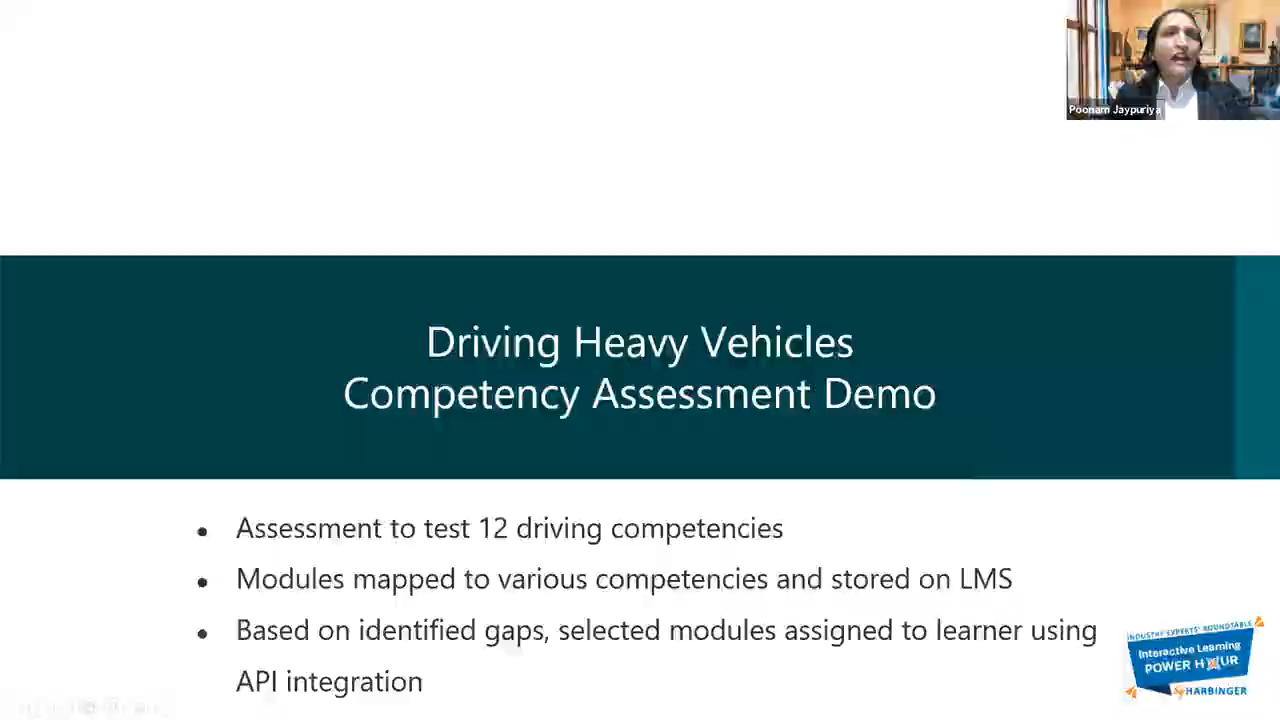 Poonam Jaypuriya
Driving Heavy Vehicles
Competency Assessment Demo
● Assessment to test 12 driving competencies
● Modules mapped to various competencies and stored on LMS
● Based on identified gaps, selected modules assigned to learner using
API integration
INDUSTRY EXPERTS' ROUNDTABLE
Interactive Learning
POWER HOUR
HARBINGER